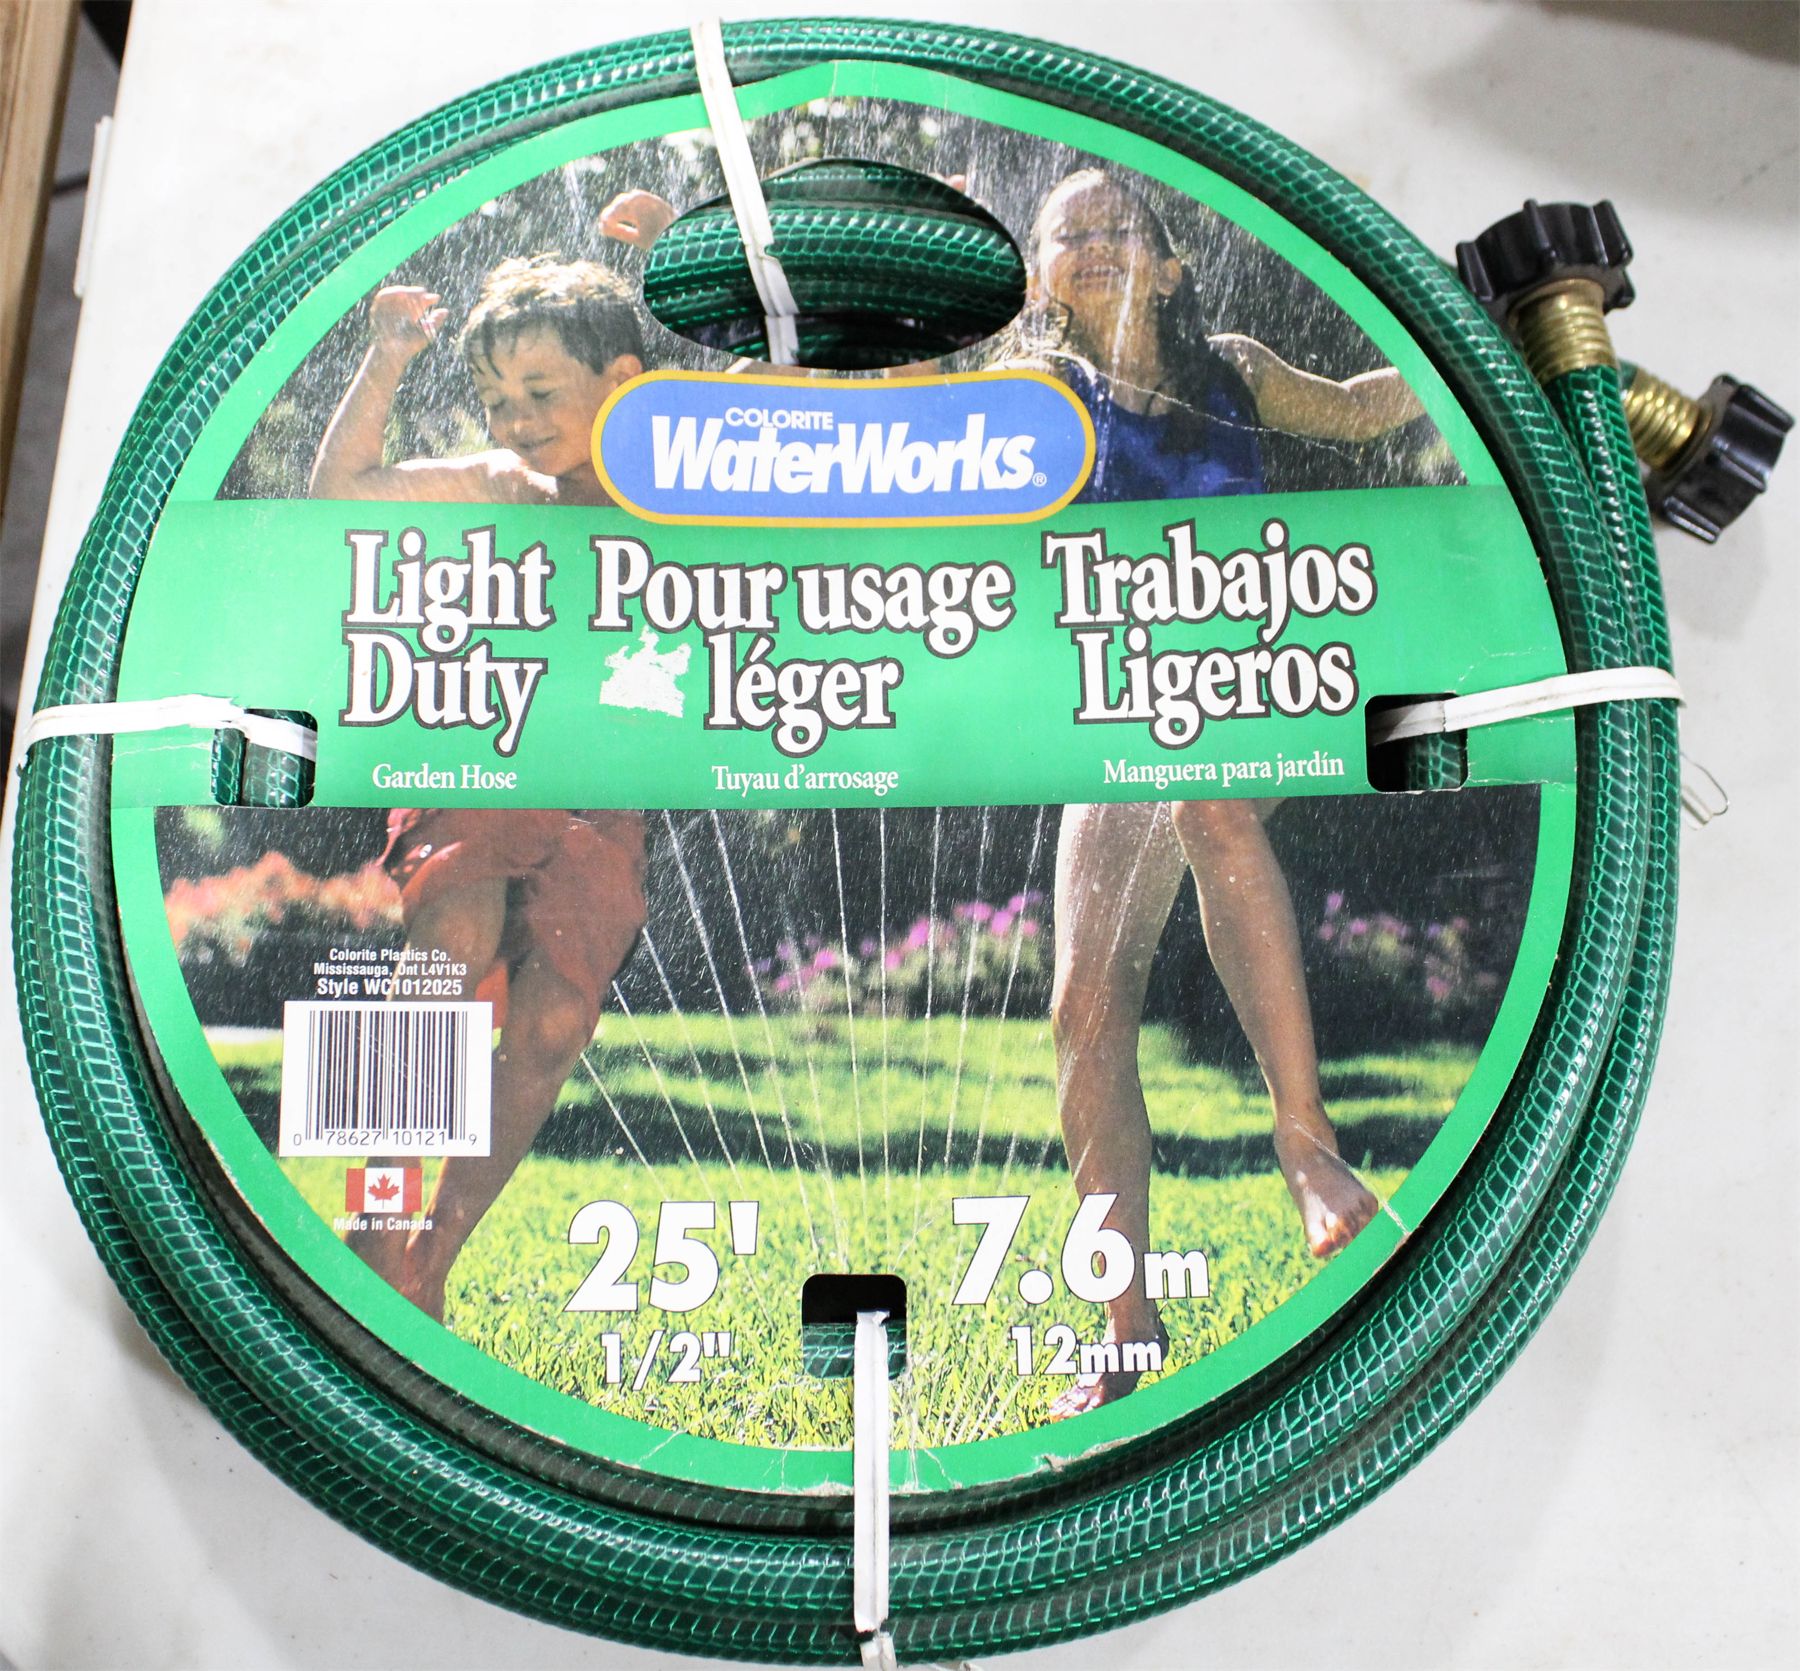 COLORITE
WaterWorks®
Light
Duty
Garden Hose
Pour usage
léger
Tuyau d'arrosage
Trabajos
Ligeros
Manguera para jardín
Colorite Plastics Co.
Mississauga, Ont L4V1K3
Style WC1012025
0 78627 10121 9
Made in Canada
25'
1/2"
7.6m
12mm